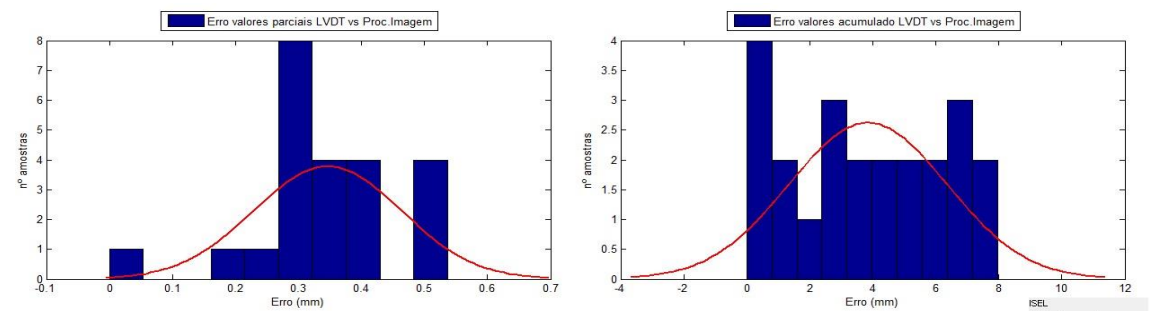 Erro valores parciais LVDT vs Proc.Imagem
8
7
6
5
4
3
2
1
0
nº amostras
-0.1 0 0.1 0.2 0.3 0.4 0.5 0.6 0.7
Erro (mm)
Erro valores acumulado LVDT vs Proc.Imagem
4
3.5
3
2.5
2
1.5
1
0.5
0
nº amostras
-4 -2 0 2 4 6 8 10 12
Erro (mm)
ISEL